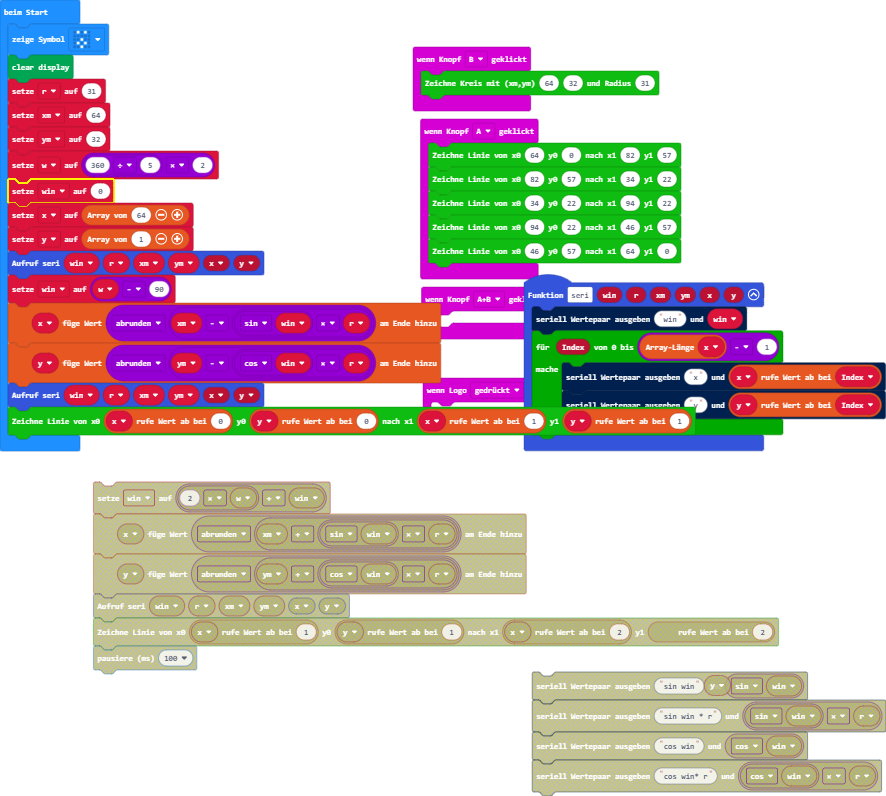 beim Start
zeige Symbol
clear display
setze r auf 31
setze xm auf 64
setze ym auf 32
setze w auf 360 ÷ 5 × 2
setze win auf 0
setze x auf Array von 64
setze y auf Array von 1
Aufruf seri win r xm ym x y
setze win auf w - 90
x füge Wert abrunden xm - sin win × r am Ende hinzu
y füge Wert abrunden ym - cos win × r am Ende hinzu
Aufruf seri win r xm ym x y
Zeichne Linie von x0 x rufe Wert ab bei 0 y0 y rufe Wert ab bei 0 nach x1 x rufe Wert ab bei 1 y1 y rufe Wert ab bei 1
wenn Knopf B geklickt
Zeichne Kreis mit (xm,ym) 64 32 und Radius 31
wenn Knopf A geklickt
Zeichne Linie von x0 64 y0 0 nach x1 82 y1 57
Zeichne Linie von x0 82 y0 57 nach x1 34 y1 22
Zeichne Linie von x0 34 y0 22 nach x1 94 y1 22
Zeichne Linie von x0 94 y0 22 nach x1 46 y1 57
Zeichne Linie von x0 46 y0 57 nach x1 64 y1 0
wenn Knopf A+B
wenn Logo gedrückt
Funktion seri win r xm ym x y
seriell Wertepaar ausgeben "win" und win
für Index von 0 bis Array-Länge x - 1
mache
seriell Wertepaar ausgeben "x" und x rufe Wert ab bei Index
seriell Wertepaar ausgeben "y" und y rufe Wert ab bei Index
setze win auf 2 × w + win
x füge Wert abrunden xm + sin win × r am Ende hinzu
y füge Wert abrunden ym + cos win × r am Ende hinzu
Aufruf seri win r xm ym x y
Zeichne Linie von x0 x rufe Wert ab bei 1 y0 y rufe Wert ab bei 1 nach x1 x rufe Wert ab bei 2 y1 rufe Wert ab bei 2
pausiere (ms) 100
seriell Wertepaar ausgeben "sin win" y sin win
seriell Wertepaar ausgeben "sin win * r" und sin win × r
seriell Wertepaar ausgeben "cos win" und cos win
seriell Wertepaar ausgeben "cos win* r" und cos win × r